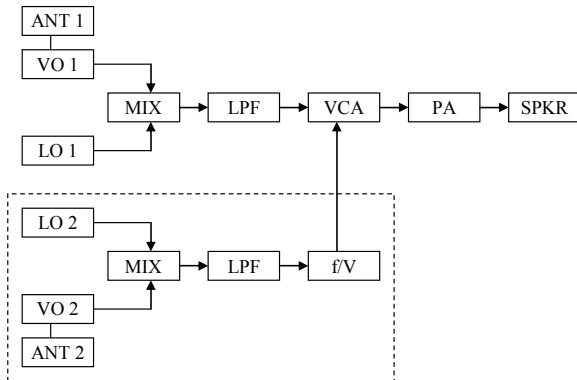 ANT 1
VO 1
MIX LPF VCA PA SPKR
LO 1
LO 2
MIX LPF f/V
VO 2
ANT 2